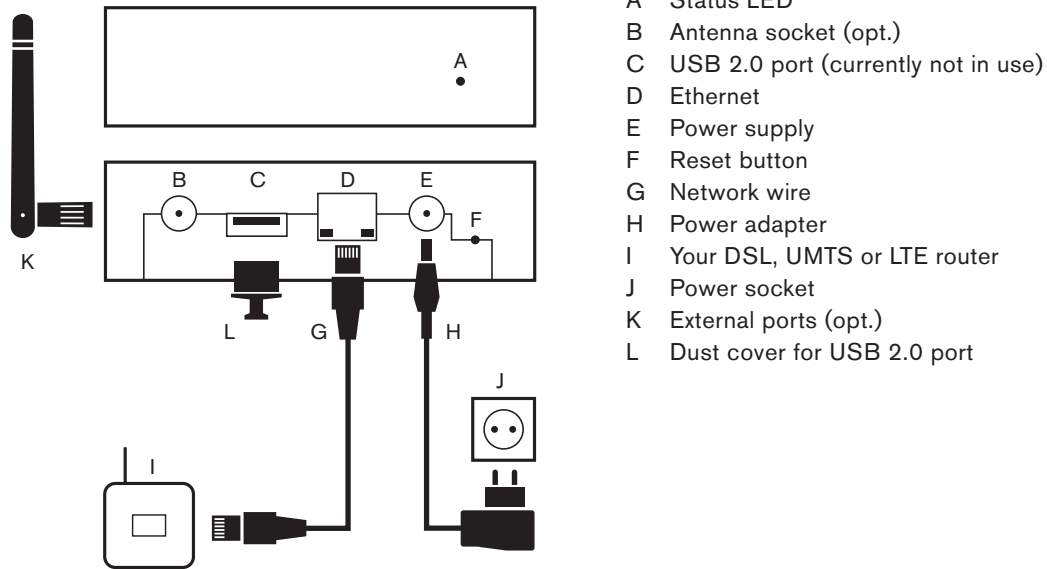 A Status LED
B Antenna socket (opt.)
C USB 2.0 port (currently not in use)
D Ethernet
E Power supply
F Reset button
G Network wire
H Power adapter
I Your DSL, UMTS or LTE router
J Power socket
K External ports (opt.)
L Dust cover for USB 2.0 port
A
B C D E
F
K
L G H
J
I